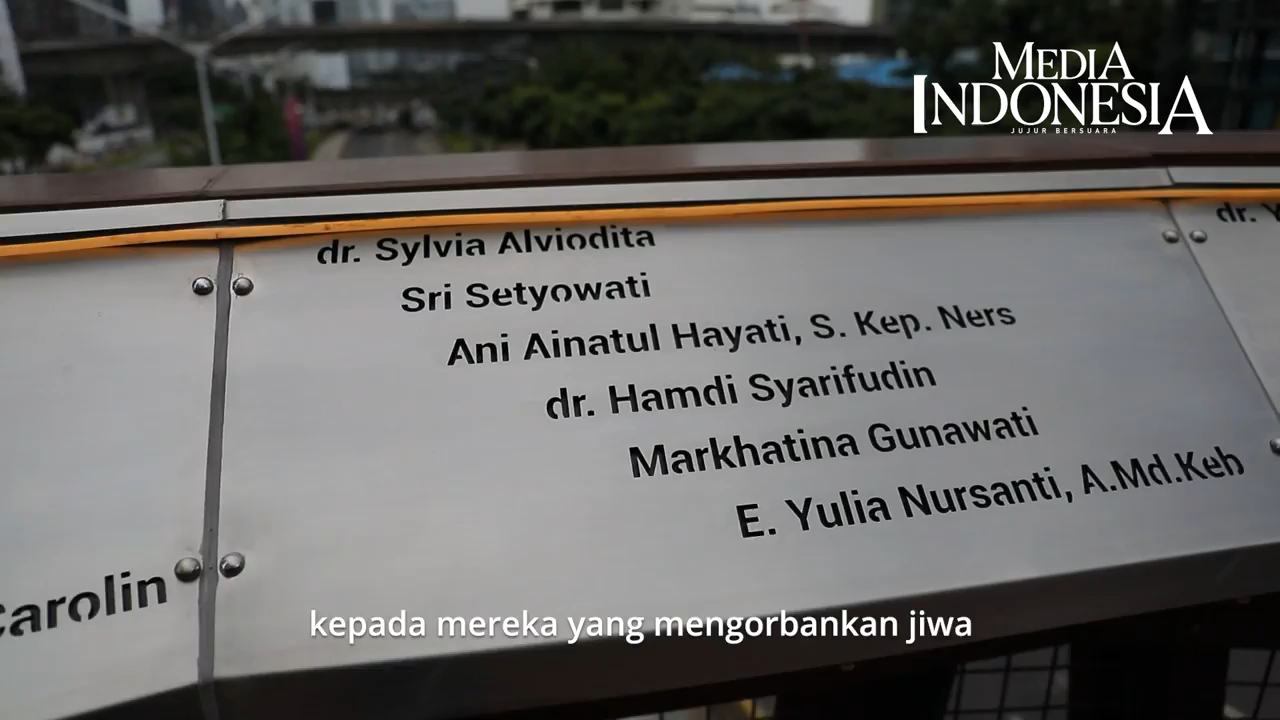 MEDIA
INDONESIA
JUJUR BERSUARA
dr. Sylvia Alviodita
Sri Setyowati
Ani Ainatul Hayati, S. Kep. Ners
dr. Hamdi Syarifudin
Markhatina Gunawati
E. Yulia Nursanti, A.Md.Keb
dr.
Carolin
kepada mereka yang mengorbankan jiwa